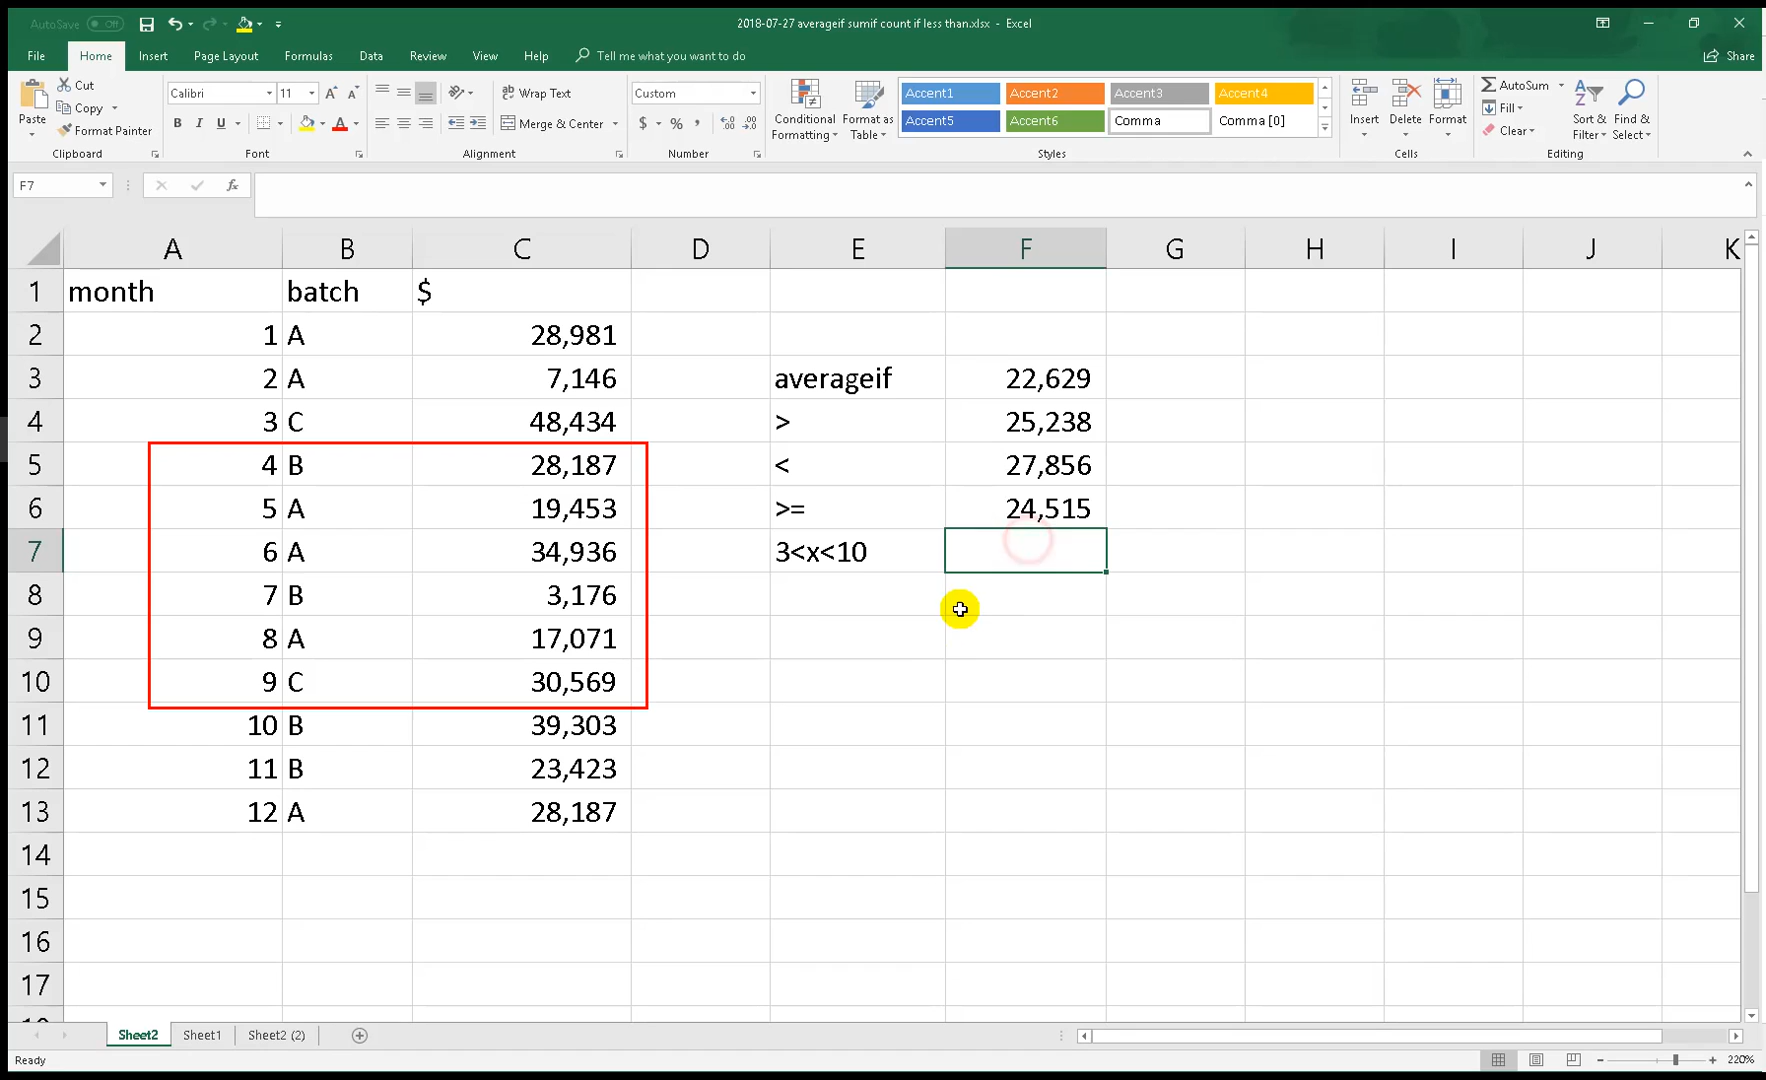 AutoSave Off 2018-07-27 averageif sumif count if less than.xlsx - Excel
File Home Insert Page Layout Formulas Data Review View Help Tell me what you want to do Share
Paste Cut Copy Format Painter Clipboard
Calibri 11 B I U Font
Wrap Text Merge & Center Alignment
Custom $ % , Number
Conditional Formatting Format as Table
Accent1 Accent2 Accent3 Accent4
Accent5 Accent6 Comma Comma [0]
Styles
Insert Delete Format Cells
AutoSum Fill Clear Sort & Filter Find & Select Editing
F7 fx
A B C D E F G H I J K
1 month batch $
2 1 A 28,981
3 2 A 7,146 averageif 22,629
4 3 C 48,434 > 25,238
5 4 B 28,187 < 27,856
6 5 A 19,453 >= 24,515
7 6 A 34,936 3<x<10
8 7 B 3,176
9 8 A 17,071
10 9 C 30,569
11 10 B 39,303
12 11 B 23,423
13 12 A 28,187
14
15
16
17
Sheet2 Sheet1 Sheet2 (2)
Ready 220%